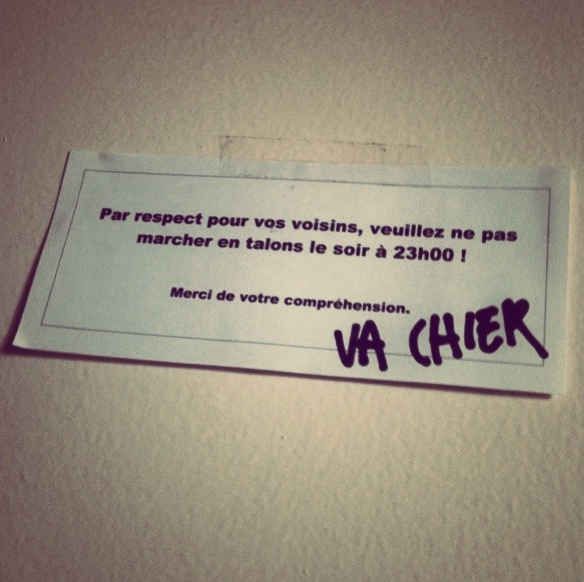 Par respect pour vos voisins, veuillez ne pas
marcher en talons le soir à 23h00 !
Merci de votre compréhension.
VA CHIER